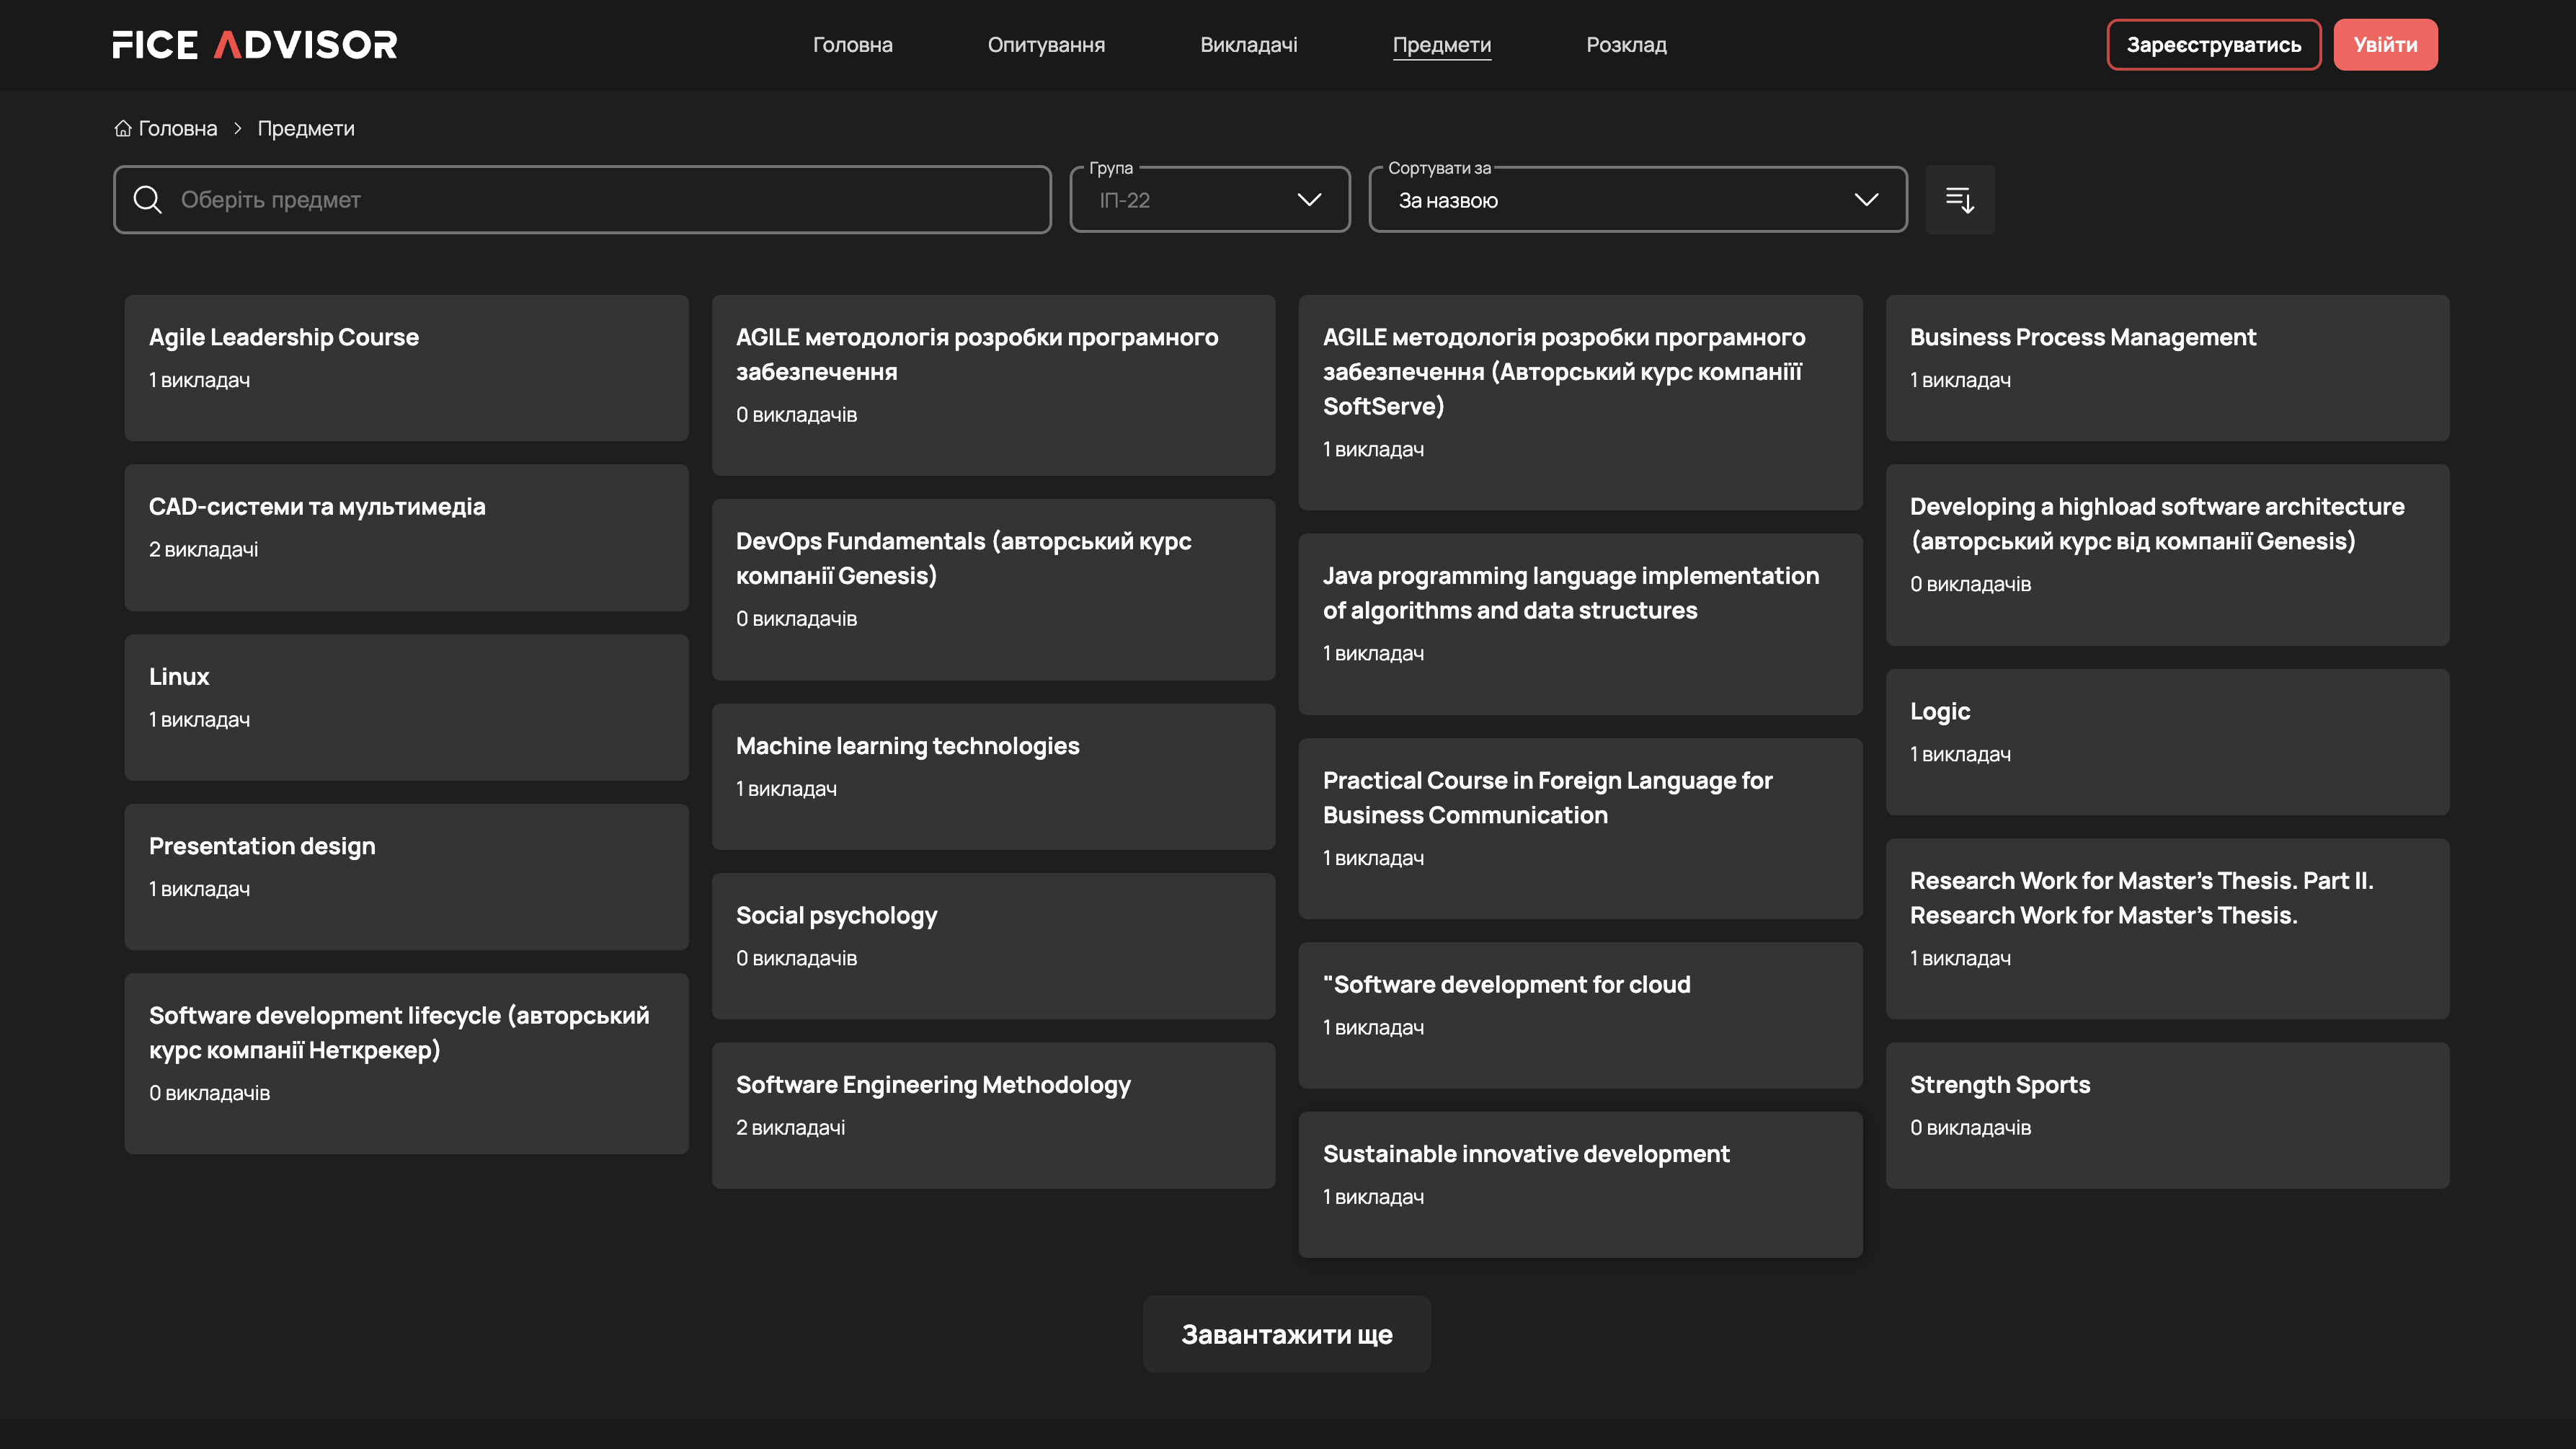 FICE ADVISOR
Головна
Опитування
Викладачі
Предмети
Розклад
Зареєструватись
Увійти
Головна
Предмети
Оберіть предмет
Група
ІП-22
Сортувати за
За назвою
Agile Leadership Course
1 викладач
AGILE методологія розробки програмного
забезпечення
0 викладачів
AGILE методологія розробки програмного
забезпечення (Авторський курс компаніїї
SoftServe)
1 викладач
Business Process Management
1 викладач
CAD-системи та мультимедіа
2 викладачі
DevOps Fundamentals (авторський курс
компанії Genesis)
0 викладачів
Java programming language implementation
of algorithms and data structures
1 викладач
Developing a highload software architecture
(авторський курс від компанії Genesis)
0 викладачів
Linux
1 викладач
Machine learning technologies
1 викладач
Practical Course in Foreign Language for
Business Communication
1 викладач
Logic
1 викладач
Presentation design
1 викладач
Social psychology
0 викладачів
"Software development for cloud
1 викладач
Research Work for Master’s Thesis. Part II.
Research Work for Master’s Thesis.
1 викладач
Software development lifecycle (авторський
курс компанії Неткрекер)
0 викладачів
Software Engineering Methodology
2 викладачі
Sustainable innovative development
1 викладач
Strength Sports
0 викладачів
Завантажити ще